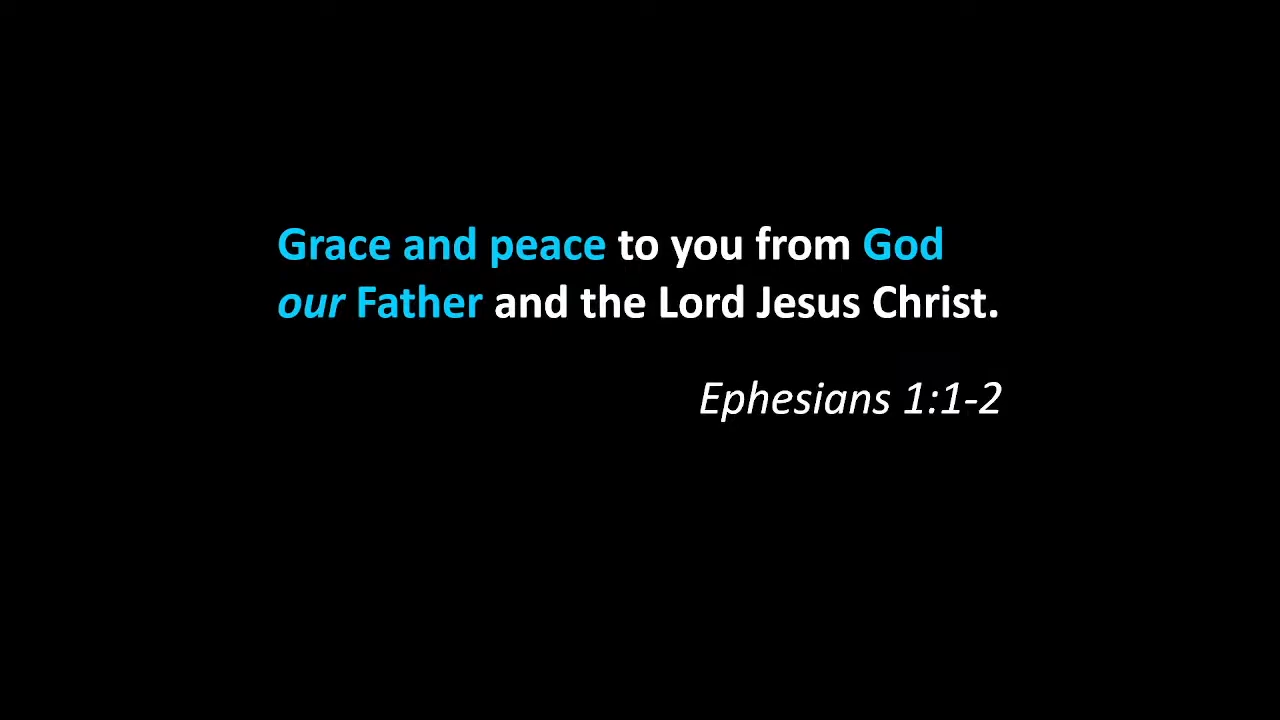 Grace and peace to you from God
our Father and the Lord Jesus Christ.
Ephesians 1:1-2